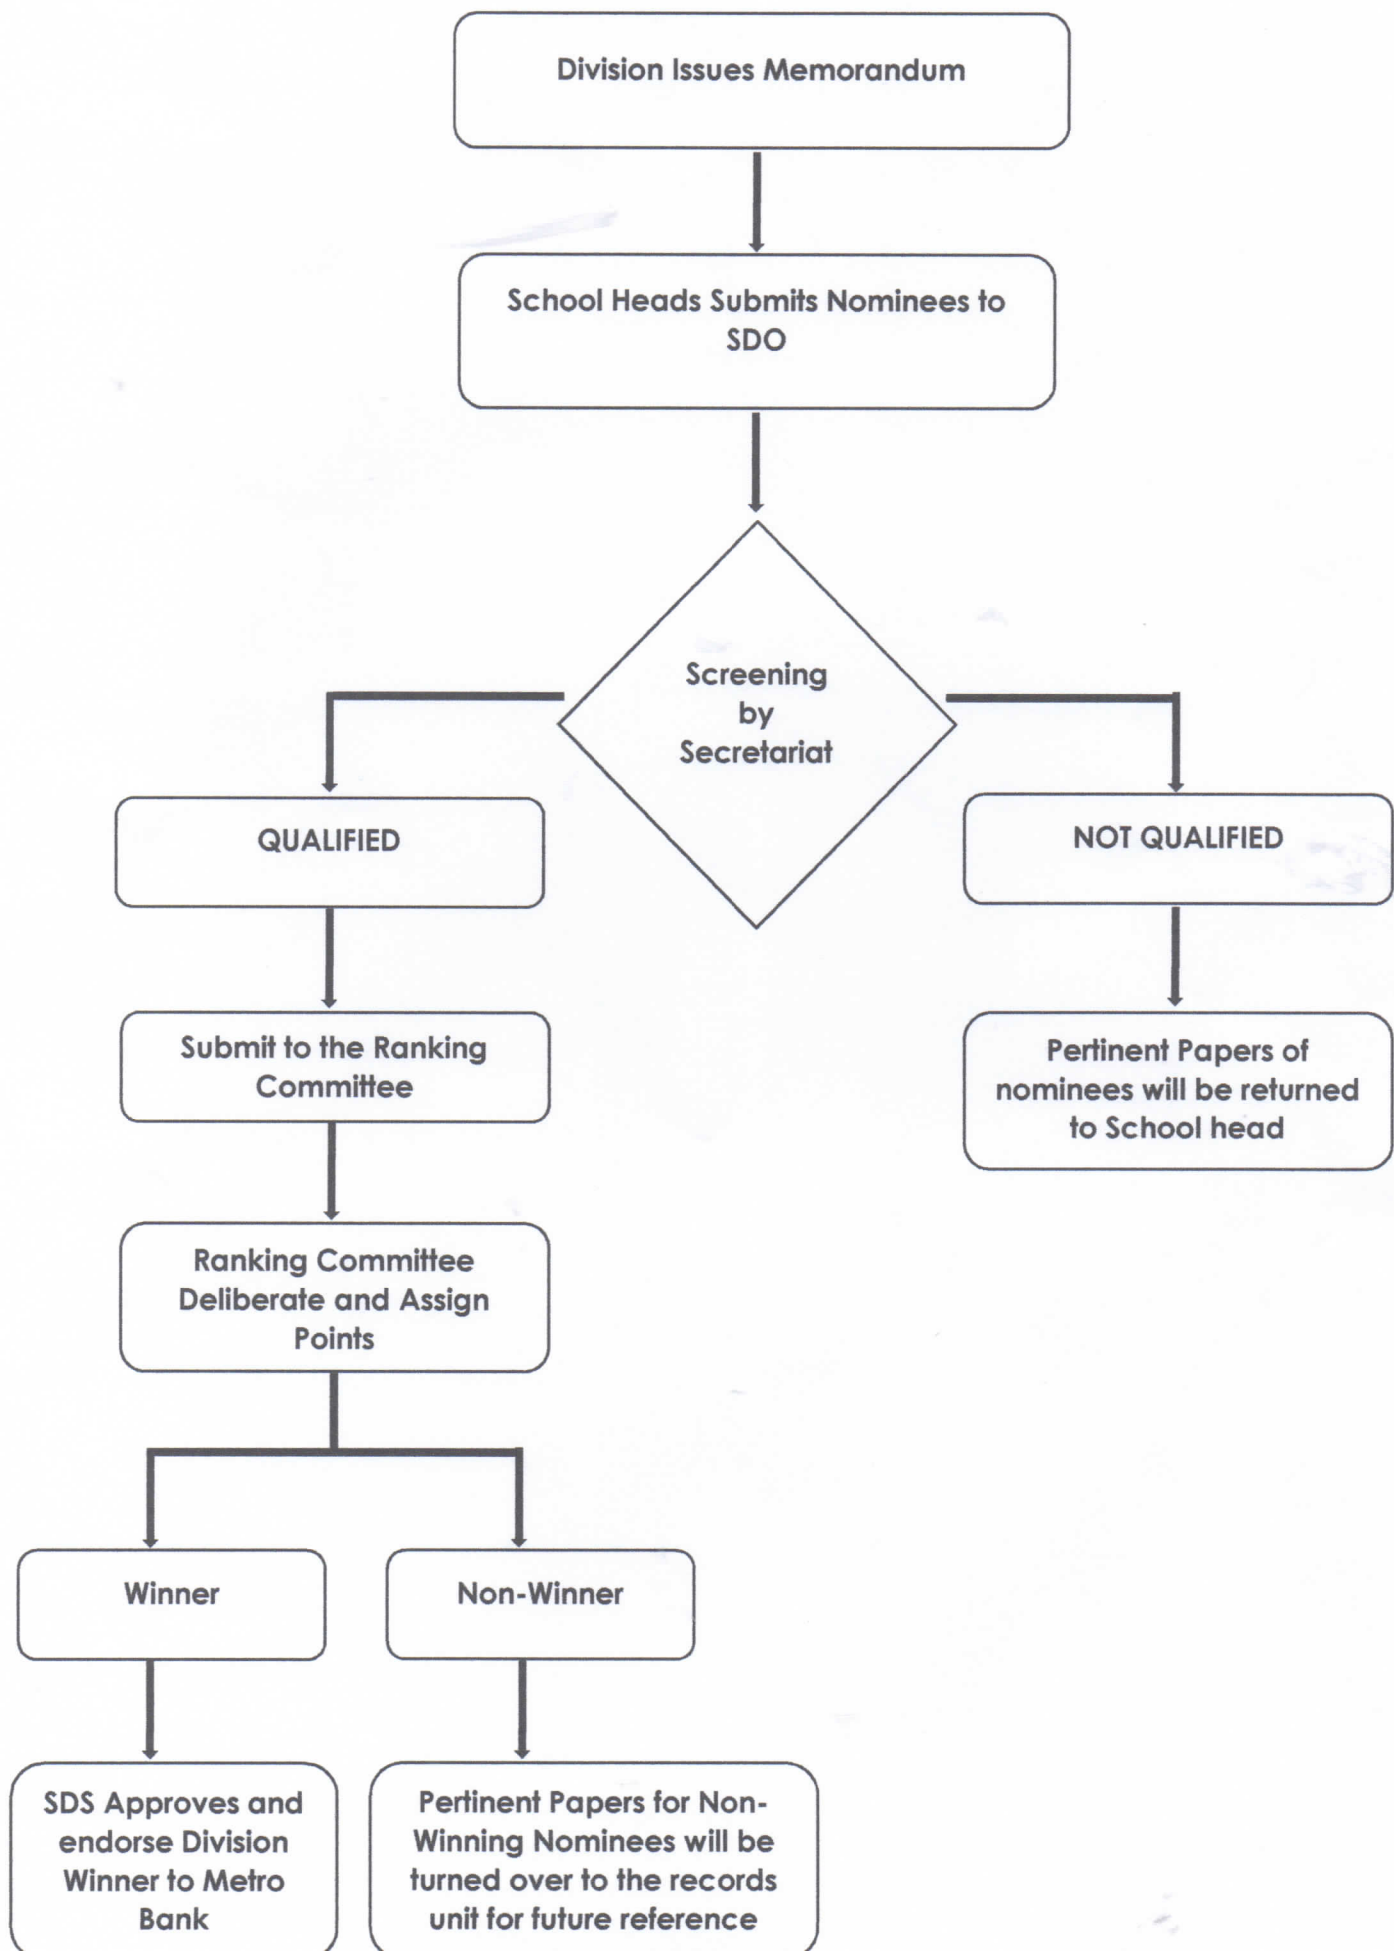 Division Issues Memorandum
School Heads Submits Nominees to
SDO
Screening
by
Secretariat
QUALIFIED
NOT QUALIFIED
Submit to the Ranking
Committee
Pertinent Papers of
nominees will be returned
to School head
Ranking Committee
Deliberate and Assign
Points
Winner
Non-Winner
SDS Approves and
endorse Division
Winner to Metro
Bank
Pertinent Papers for Non-
Winning Nominees will be
turned over to the records
unit for future reference